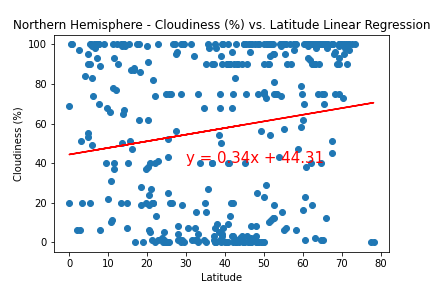 Northern Hemisphere - Cloudiness (%) vs. Latitude Linear Regression
100
80
60
40
20
0
Cloudiness (%)
y = 0.34x + 44.31
0 10 20 30 40 50 60 70 80
Latitude